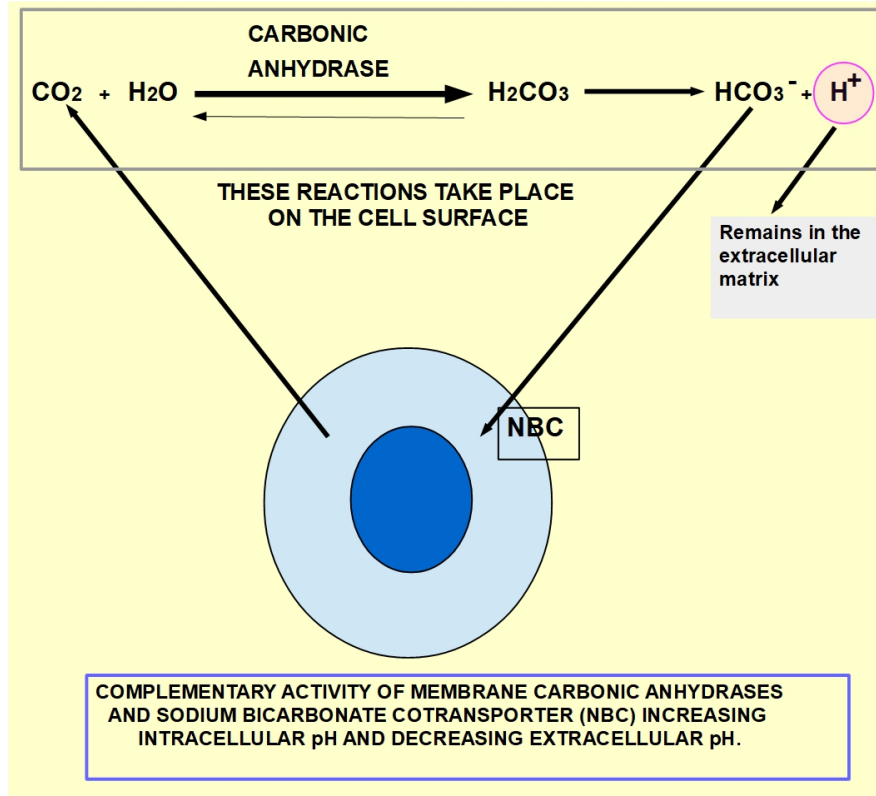 CARBONIC
ANHYDRASE
CO2 + H2O H2CO3 HCO3- + H+
THESE REACTIONS TAKE PLACE
ON THE CELL SURFACE
Remains in the
extracellular
matrix
NBC
COMPLEMENTARY ACTIVITY OF MEMBRANE CARBONIC ANHYDRASES
AND SODIUM BICARBONATE COTRANSPORTER (NBC) INCREASING
INTRACELLULAR pH AND DECREASING EXTRACELLULAR pH.